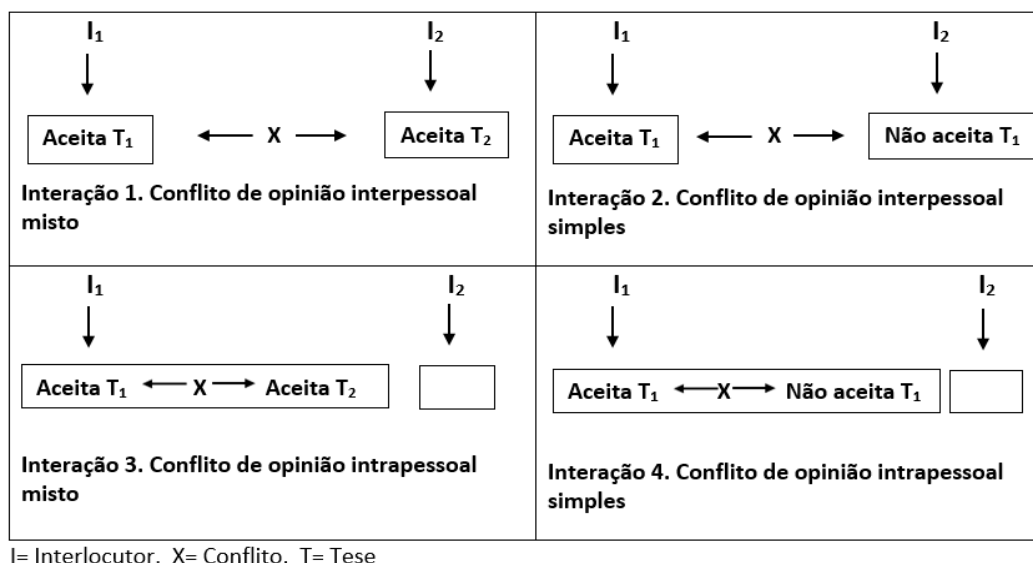 I₁ I₂
Aceita T₁ X Aceita T₂
Interação 1. Conflito de opinião interpessoal
misto
I₁ I₂
Aceita T₁ X Não aceita T₁
Interação 2. Conflito de opinião interpessoal
simples
I₁ I₂
Aceita T₁ X Aceita T₂
Interação 3. Conflito de opinião intrapessoal
misto
I₁ I₂
Aceita T₁ X Não aceita T₁
Interação 4. Conflito de opinião intrapessoal
simples
I= Interlocutor. X= Conflito. T= Tese